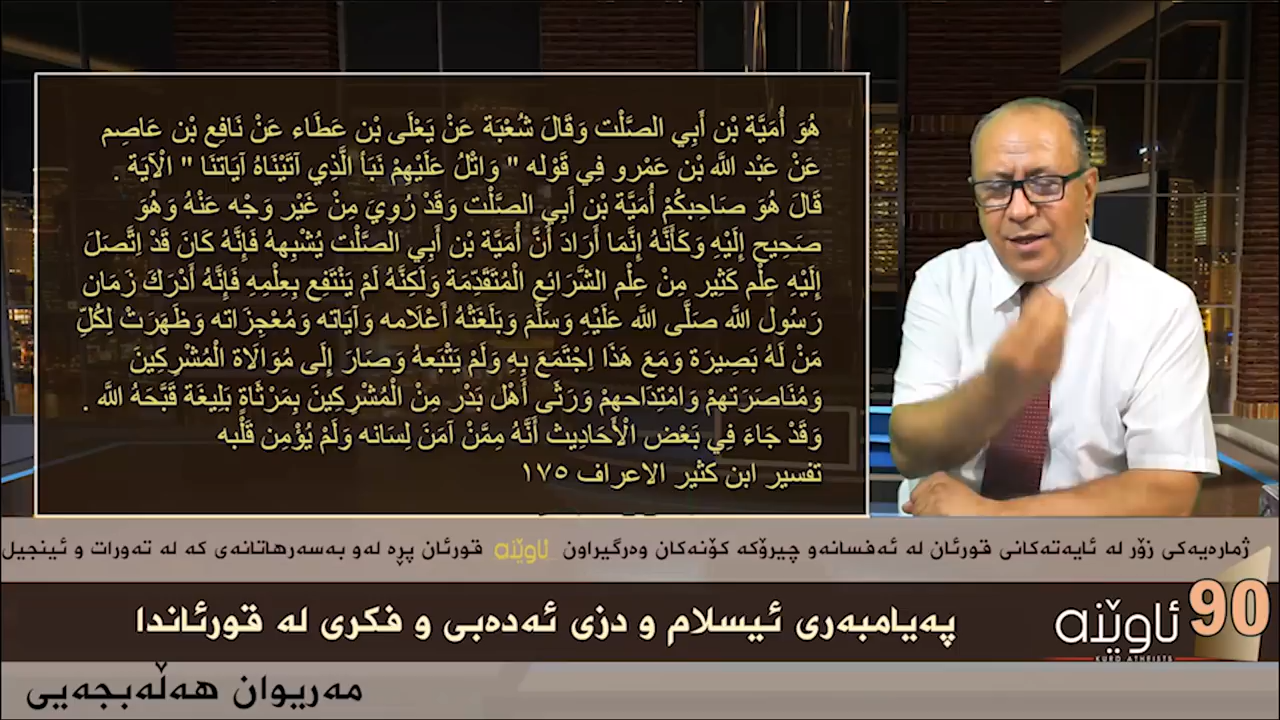 هُوَ أُمَيَّة بْن أَبِي الصَّلْت وَقَالَ شُعْبَة عَنْ يَعْلَى بْن عَطَاء عَنْ نَافِع بْن عَاصِم
عَنْ عَبْد اللَّه بْن عَمْرو فِي قَوْله " وَاتْلُ عَلَيْهِمْ نَبَأَ الَّذِي آتَيْنَاهُ آيَاتنَا " الْآيَة .
قَالَ هُوَ صَاحِبكُمْ أُمَيَّة بْن أَبِي الصَّلْت وَقَدْ رُوِيَ مِنْ غَيْر وَجْه عَنْهُ وَهُوَ
صَحِيح إِلَيْهِ وَكَأَنَّهُ إِنَّمَا أَرَادَ أَنَّ أُمَيَّة بْن أَبِي الصَّلْت يُشْبِههُ فَإِنَّهُ كَانَ قَدْ اِتَّصَلَ
إِلَيْهِ عِلْم كَثِير مِنْ عِلْم الشَّرَائِع الْمُتَقَدِّمَة وَلَكِنَّهُ لَمْ يَنْتَفِع بِعِلْمِهِ فَإِنَّهُ أَدْرَكَ زَمَان
رَسُول اللَّه صَلَّى اللَّه عَلَيْهِ وَسَلَّمَ وَبَلَغَتْهُ أَعْلَامه وَآيَاته وَمُعْجِزَاته وَظَهَرَتْ لِكُلِّ
مَنْ لَهُ بَصِيرَة وَمَعَ هَذَا اِجْتَمَعَ بِهِ وَلَمْ يَتْبَعهُ وَصَارَ إِلَى مُوَالَاة الْمُشْرِكِينَ
وَمُنَاصَرَتهمْ وَامْتِدَاحهمْ وَرَثَى أَهْل بَدْر مِنْ الْمُشْرِكِينَ بِمَرْثَاةٍ بَلِيغَة قَبَّحَهُ اللَّه .
وَقَدْ جَاءَ فِي بَعْض الْأَحَادِيث أَنَّهُ مِمَّنْ آمَنَ لِسَانه وَلَمْ يُؤْمِن قَلْبه
تفسير ابن كثير الاعراف ١٧٥
ژمارەیەکی زۆر لە ئایەتەکانی قورئان لە ئەفسانەو چیرۆکە کۆنەکان وەرگیراون ئاوێنە قورئان پڕە لەو بەسەرهاتانەی کە لە تەورات و ئینجیل
90
ئاوێنە
KURD ATHEISTS
پەیامبەری ئیسلام و دزی ئەدەبی و فکری لە قورئاندا
مەریوان هەڵەبجەیی